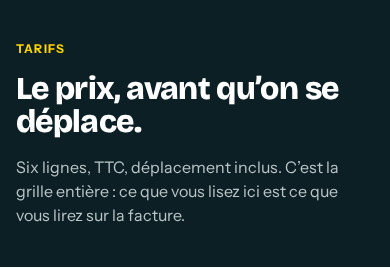 TARIFS
Le prix, avant qu’on se
déplace.
Six lignes, TTC, déplacement inclus. C’est la
grille entière : ce que vous lisez ici est ce que
vous lirez sur la facture.